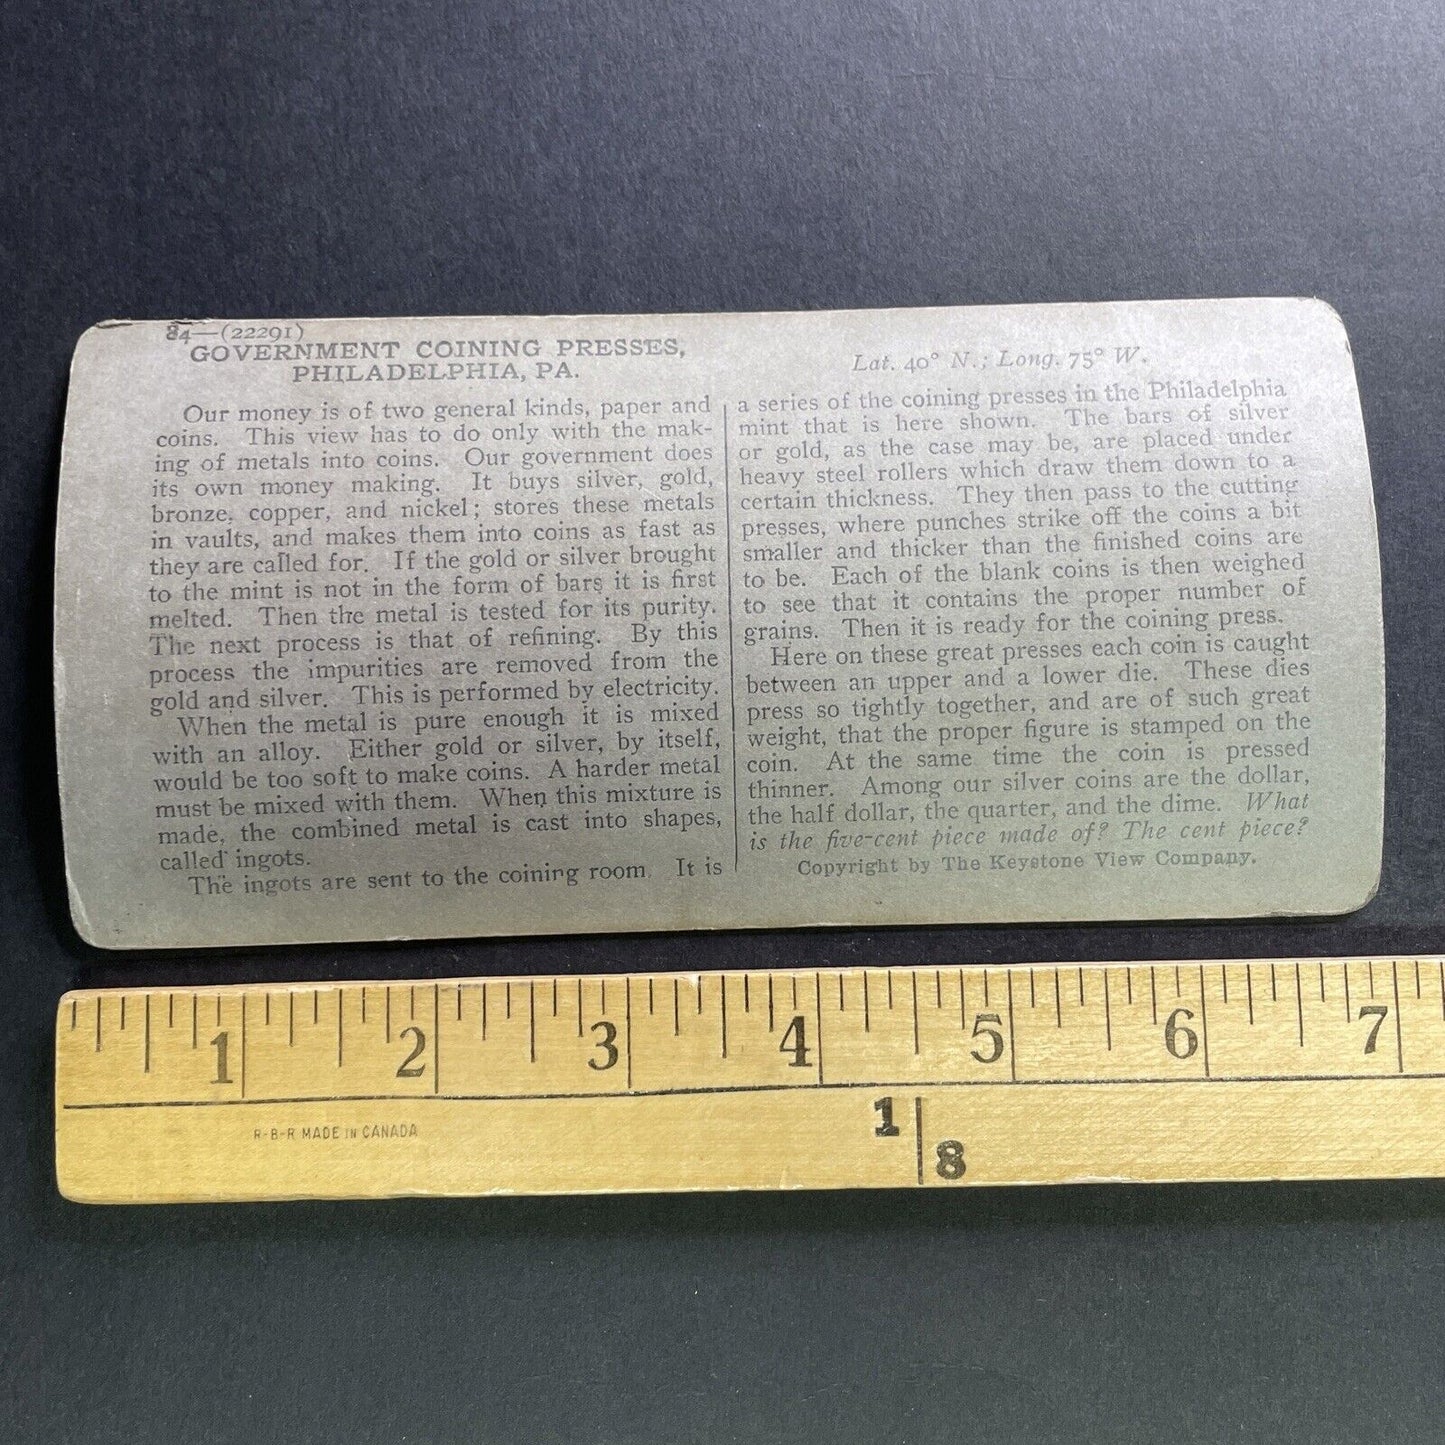 84—(22291)
GOVERNMENT COINING PRESSES,
PHILADELPHIA, PA.
Our money is of two general kinds, paper and
coins. This view has to do only with the mak-
ing of metals into coins. Our government does
its own money making. It buys silver, gold,
bronze, copper, and nickel; stores these metals
in vaults, and makes them into coins as fast as
they are called for. If the gold or silver brought
to the mint is not in the form of bars it is first
melted. Then the metal is tested for its purity.
The next process is that of refining. By this
process the impurities are removed from the
gold and silver. This is performed by electricity.
When the metal is pure enough it is mixed
with an alloy. Either gold or silver, by itself,
would be too soft to make coins. A harder metal
must be mixed with them. When this mixture is
made, the combined metal is cast into shapes,
called ingots.
The ingots are sent to the coining room. It is
Lat. 40° N.; Long. 75° W.
a series of the coining presses in the Philadelphia
mint that is here shown. The bars of silver
or gold, as the case may be, are placed under
heavy steel rollers which draw them down to a
certain thickness. They then pass to the cutting
presses, where punches strike off the coins a bit
smaller and thicker than the finished coins are
to be. Each of the blank coins is then weighed
to see that it contains the proper number of
grains. Then it is ready for the coining press.
Here on these great presses each coin is caught
between an upper and a lower die. These dies
press so tightly together, and are of such great
weight, that the proper figure is stamped on the
coin. At the same time the coin is pressed
thinner. Among our silver coins are the dollar,
the half dollar, the quarter, and the dime. What
is the five-cent piece made of? The cent piece?
Copyright by The Keystone View Company.
1 2 3 4 5 6 7
R-B-R MADE IN CANADA
1
8